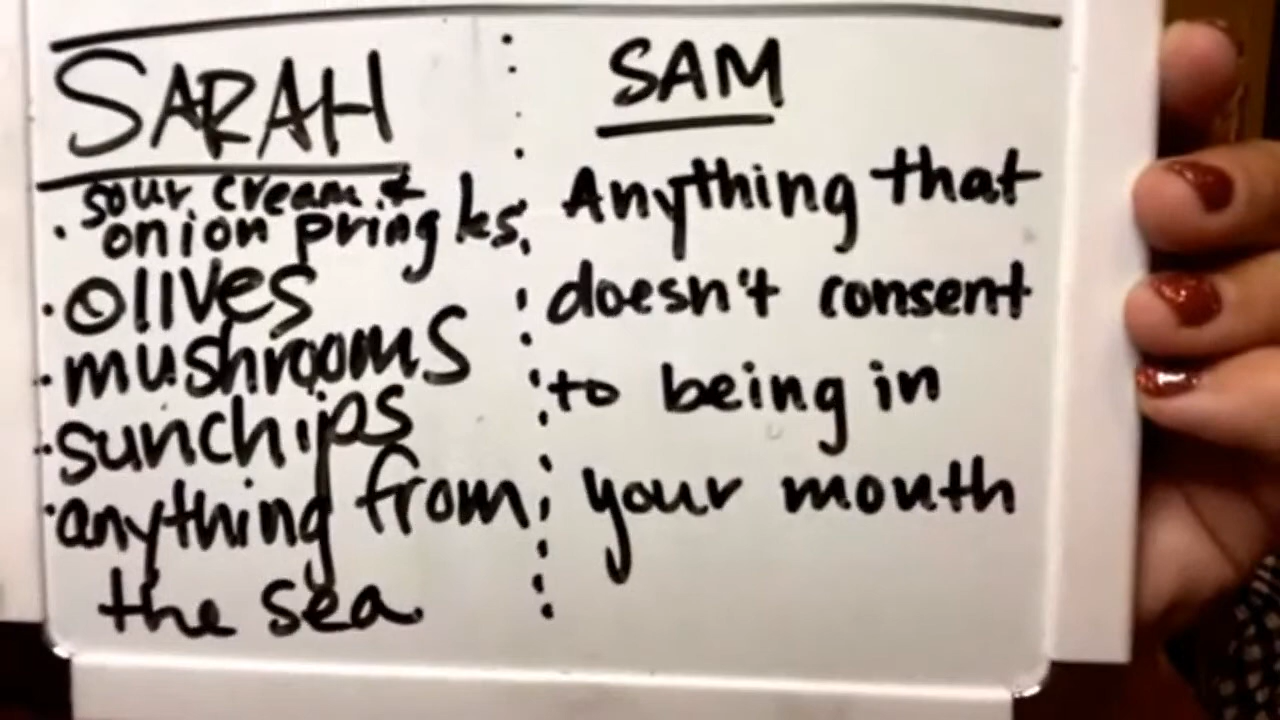 SARAH
· sour cream &
onion pringles
· olives
· mushrooms
· sunchips
· anything from
the sea
SAM
Anything that
doesn't consent
to being in
your mouth